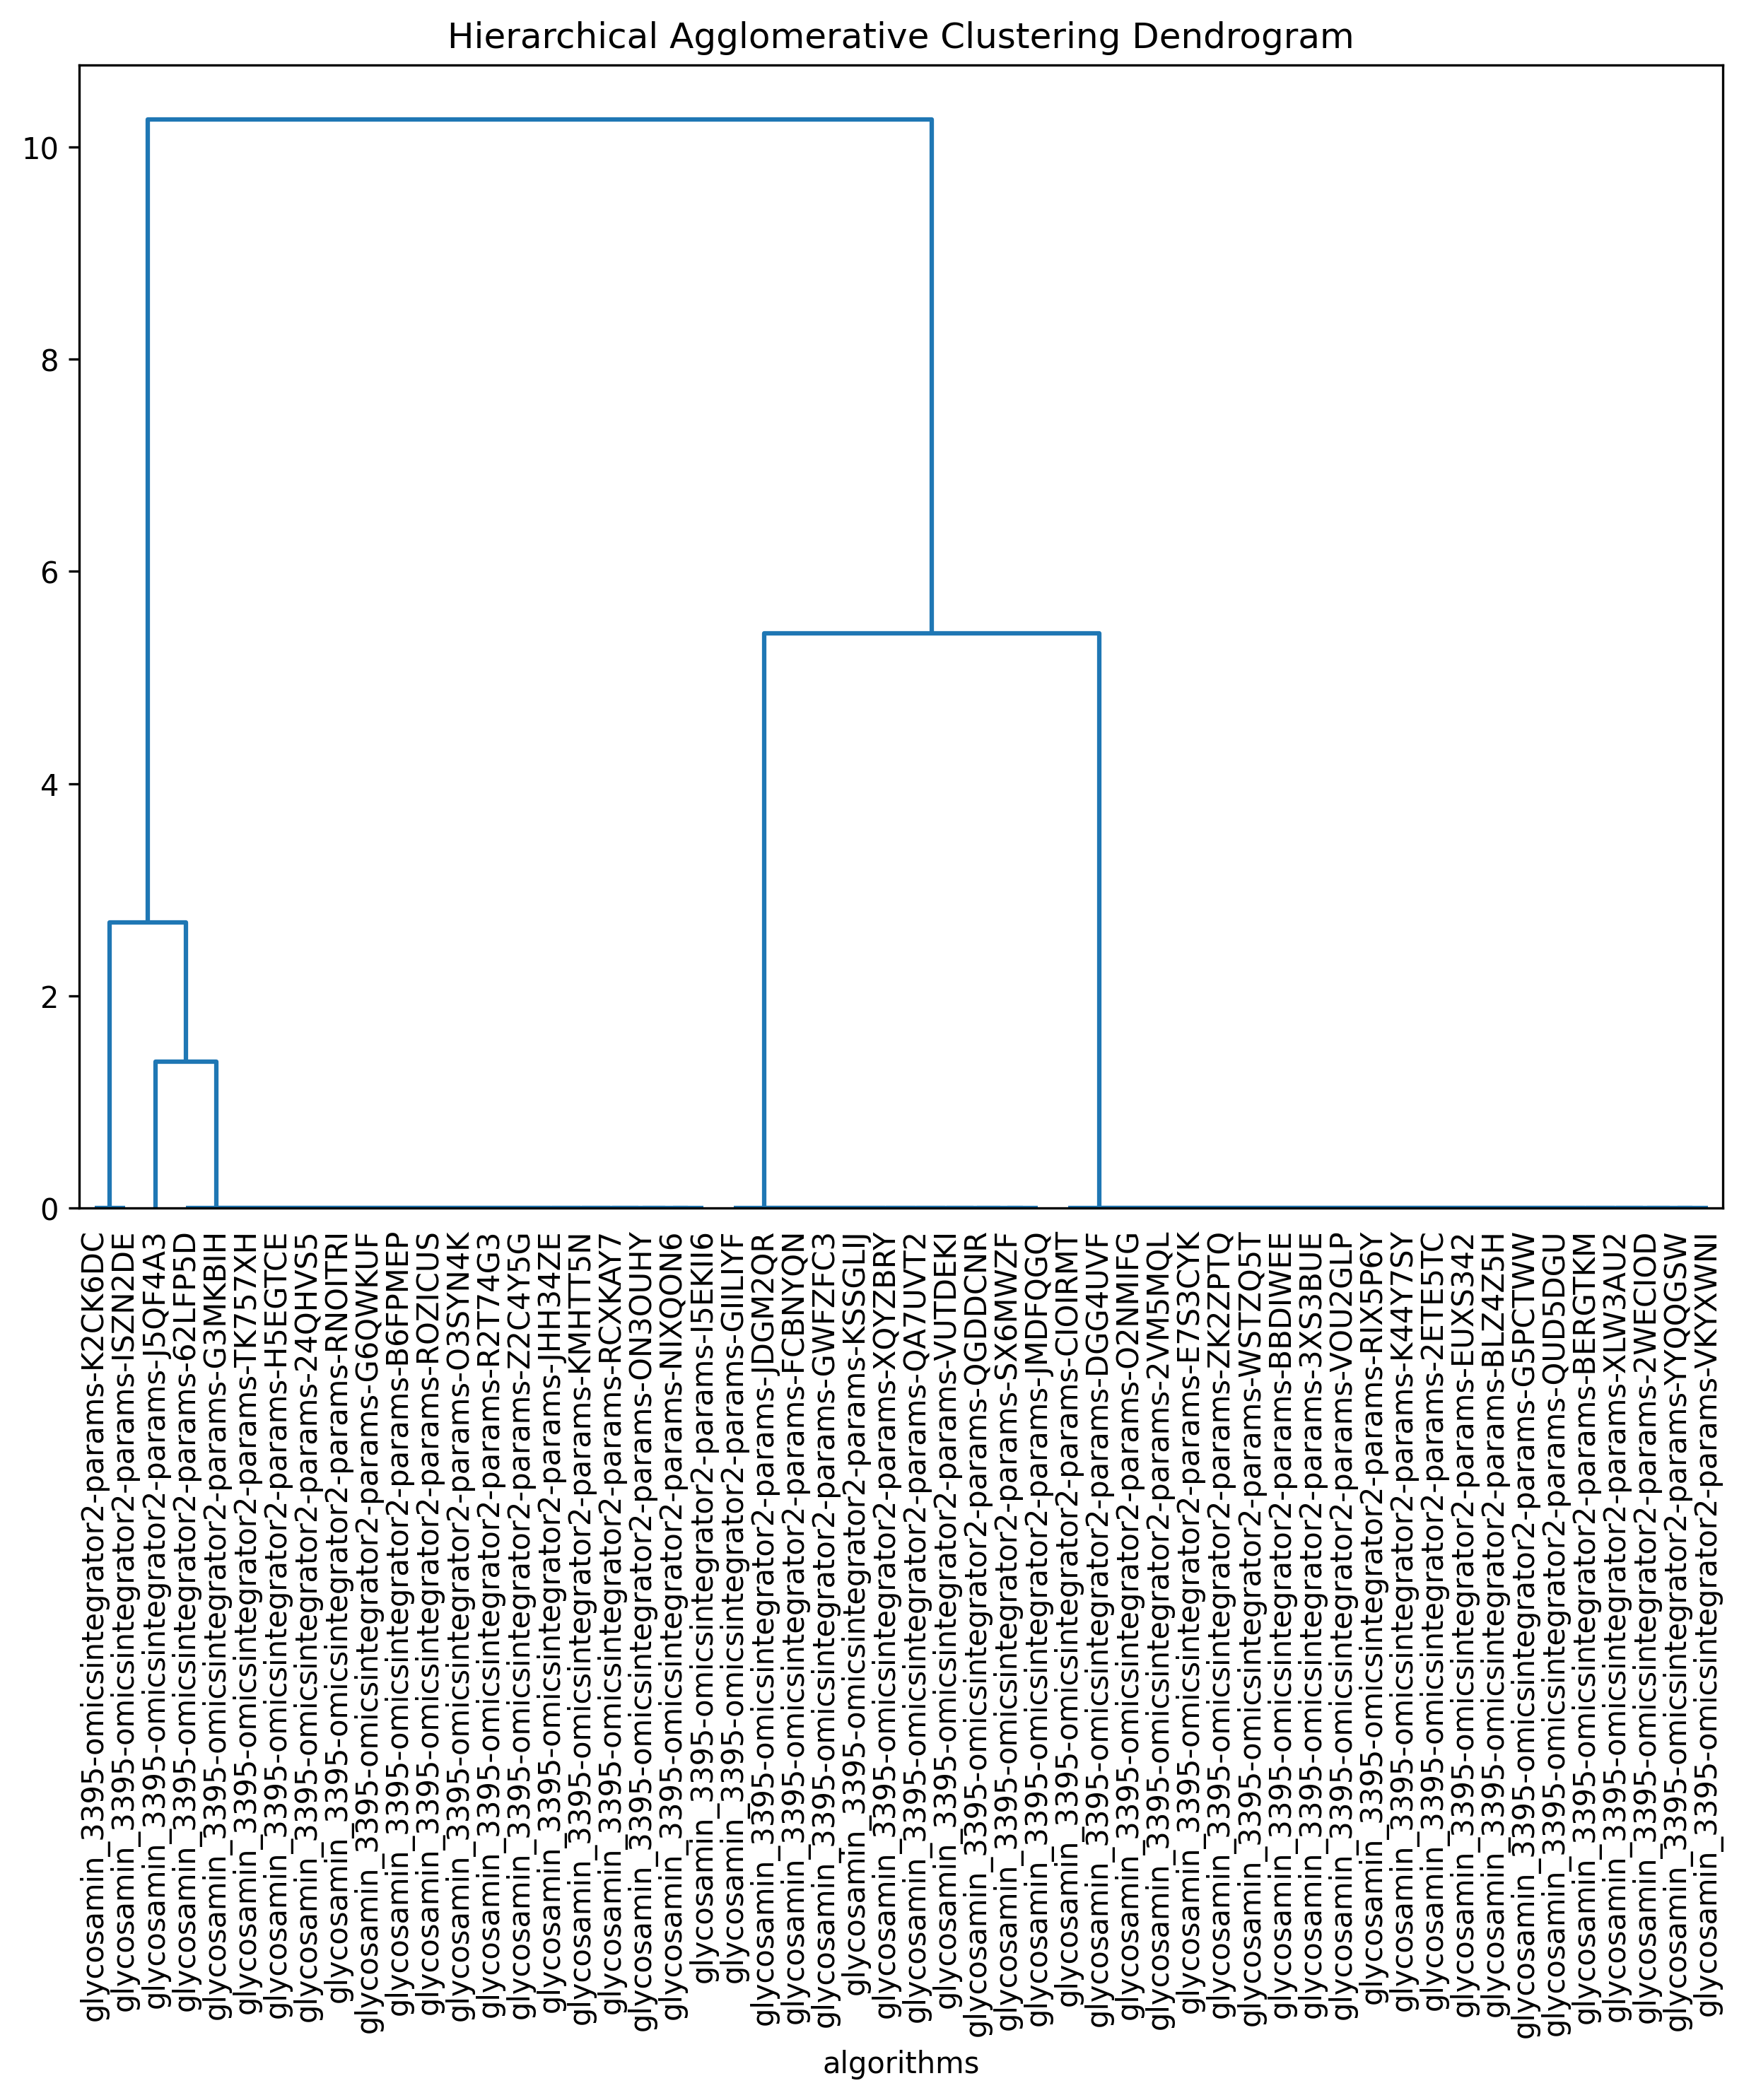 Hierarchical Agglomerative Clustering Dendrogram
10
8
6
4
2
0
glycosamin_3395-omicsintegrator2-params-K2CK6DC
glycosamin_3395-omicsintegrator2-params-ISZN2DE
glycosamin_3395-omicsintegrator2-params-J5QF4A3
glycosamin_3395-omicsintegrator2-params-62LFP5D
glycosamin_3395-omicsintegrator2-params-G3MKBIH
glycosamin_3395-omicsintegrator2-params-TK757XH
glycosamin_3395-omicsintegrator2-params-H5EGTCE
glycosamin_3395-omicsintegrator2-params-24QHVS5
glycosamin_3395-omicsintegrator2-params-RNOITRI
glycosamin_3395-omicsintegrator2-params-G6QWKUF
glycosamin_3395-omicsintegrator2-params-B6FPMEP
glycosamin_3395-omicsintegrator2-params-ROZICUS
glycosamin_3395-omicsintegrator2-params-O3SYN4K
glycosamin_3395-omicsintegrator2-params-R2T74G3
glycosamin_3395-omicsintegrator2-params-Z2C4Y5G
glycosamin_3395-omicsintegrator2-params-JHH34ZE
glycosamin_3395-omicsintegrator2-params-KMHTT5N
glycosamin_3395-omicsintegrator2-params-RCXKAY7
glycosamin_3395-omicsintegrator2-params-ON3OUHY
glycosamin_3395-omicsintegrator2-params-NIXQON6
glycosamin_3395-omicsintegrator2-params-I5EKII6
glycosamin_3395-omicsintegrator2-params-GIILIYF
glycosamin_3395-omicsintegrator2-params-JDGM2QR
glycosamin_3395-omicsintegrator2-params-FCBNYQN
glycosamin_3395-omicsintegrator2-params-GWFZFC3
glycosamin_3395-omicsintegrator2-params-KSSGLIJ
glycosamin_3395-omicsintegrator2-params-XQYZBRY
glycosamin_3395-omicsintegrator2-params-QA7UVT2
glycosamin_3395-omicsintegrator2-params-VUTDEKI
glycosamin_3395-omicsintegrator2-params-QGDDCNR
glycosamin_3395-omicsintegrator2-params-SX6MWZF
glycosamin_3395-omicsintegrator2-params-JMDFQGQ
glycosamin_3395-omicsintegrator2-params-CIOIRMT
glycosamin_3395-omicsintegrator2-params-DGG4UVF
glycosamin_3395-omicsintegrator2-params-O2NMIFG
glycosamin_3395-omicsintegrator2-params-2VM5MQL
glycosamin_3395-omicsintegrator2-params-E7S3CYK
glycosamin_3395-omicsintegrator2-params-ZK2ZPTQ
glycosamin_3395-omicsintegrator2-params-WSTZQ5T
glycosamin_3395-omicsintegrator2-params-BBDIWEE
glycosamin_3395-omicsintegrator2-params-3XS3BUE
glycosamin_3395-omicsintegrator2-params-VOU2GLP
glycosamin_3395-omicsintegrator2-params-RIX5P6Y
glycosamin_3395-omicsintegrator2-params-K44Y7SY
glycosamin_3395-omicsintegrator2-params-2ETE5TC
glycosamin_3395-omicsintegrator2-params-EUXS342
glycosamin_3395-omicsintegrator2-params-BLZ4Z5H
glycosamin_3395-omicsintegrator2-params-G5PCTWW
glycosamin_3395-omicsintegrator2-params-QUD5DGU
glycosamin_3395-omicsintegrator2-params-BERGTKM
glycosamin_3395-omicsintegrator2-params-XLW3AU2
glycosamin_3395-omicsintegrator2-params-2WECIOD
glycosamin_3395-omicsintegrator2-params-YYQQGSW
glycosamin_3395-omicsintegrator2-params-VKYXWNI
algorithms